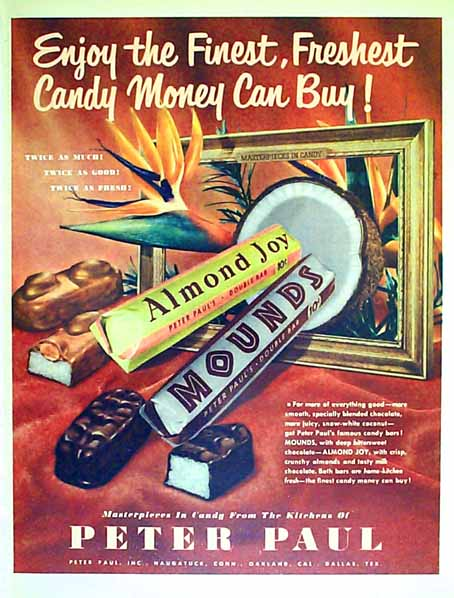 Enjoy the Finest, Freshest
Candy Money Can Buy!
TWICE AS MUCH!
TWICE AS GOOD!
TWICE AS FRESH!
MASTERPIECES IN CANDY
Almond Joy
10¢
PETER PAUL'S · DOUBLE BAR
MOUNDS
10¢
PETER PAUL'S · DOUBLE BAR
For more of everything good—more
smooth, specially blended chocolate,
more juicy, snow-white coconut—
get Peter Paul's famous candy bars!
MOUNDS, with deep bittersweet
chocolate—ALMOND JOY, with crisp,
crunchy almonds and tasty milk
chocolate. Both bars are home-kitchen
fresh—the finest candy money can buy!
Masterpieces In Candy From The Kitchens Of
PETER PAUL
PETER PAUL, INC., NAUGATUCK, CONN., OAKLAND, CAL. · DALLAS, TEX.